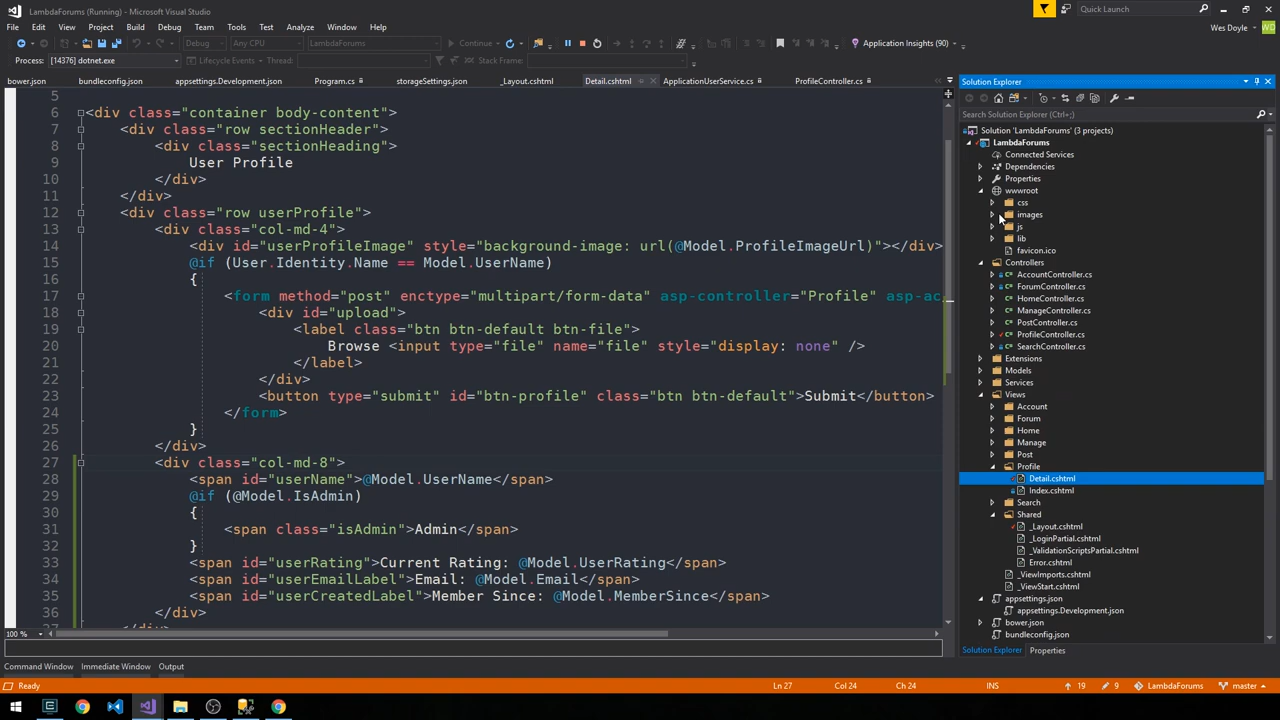 LambdaForums (Running) - Microsoft Visual Studio
Quick Launch (Ctrl+Q)
File Edit View Project Build Debug Team Tools Test Analyze Window Help
Wes Doyle
WD
Debug Any CPU LambdaForums Continue Application Insights (90)
Process: [14376] dotnet.exe Lifecycle Events Thread: Stack Frame:
bower.json bundleconfig.json appsettings.Development.json Program.cs storageSettings.json _Layout.cshtml Detail.cshtml ApplicationUserService.cs ProfileController.cs
5
6 <div class="container body-content">
7 <div class="row sectionHeader">
8 <div class="sectionHeading">
9 User Profile
10 </div>
11 </div>
12 <div class="row userProfile">
13 <div class="col-md-4">
14 <div id="userProfileImage" style="background-image: url(@Model.ProfileImageUrl)"></div>
15 @if (User.Identity.Name == Model.UserName)
16 {
17 <form method="post" enctype="multipart/form-data" asp-controller="Profile" asp-ac
18 <div id="upload">
19 <label class="btn btn-default btn-file">
20 Browse <input type="file" name="file" style="display: none" />
21 </label>
22 </div>
23 <button type="submit" id="btn-profile" class="btn btn-default">Submit</button>
24 </form>
25 }
26 </div>
27 <div class="col-md-8">
28 <span id="userName">@Model.UserName</span>
29 @if (@Model.IsAdmin)
30 {
31 <span class="isAdmin">Admin</span>
32 }
33 <span id="userRating">Current Rating: @Model.UserRating</span>
34 <span id="userEmailLabel">Email: @Model.Email</span>
35 <span id="userCreatedLabel">Member Since: @Model.MemberSince</span>
36 </div>
37 </div>
100 %
Solution Explorer
Search Solution Explorer (Ctrl+;)
Solution 'LambdaForums' (3 projects)
LambdaForums
Connected Services
Dependencies
Properties
wwwroot
css
images
js
lib
favicon.ico
Controllers
AccountController.cs
ForumController.cs
HomeController.cs
ManageController.cs
PostController.cs
ProfileController.cs
SearchController.cs
Extensions
Models
Services
Views
Account
Forum
Home
Manage
Post
Profile
Detail.cshtml
Index.cshtml
Search
Shared
_Layout.cshtml
_LoginPartial.cshtml
_ValidationScriptsPartial.cshtml
Error.cshtml
_ViewImports.cshtml
_ViewStart.cshtml
appsettings.json
appsettings.Development.json
bower.json
bundleconfig.json
Solution Explorer Properties
Command Window Immediate Window Output
Ready Ln 27 Col 24 Ch 24 INS 19 9 LambdaForums master